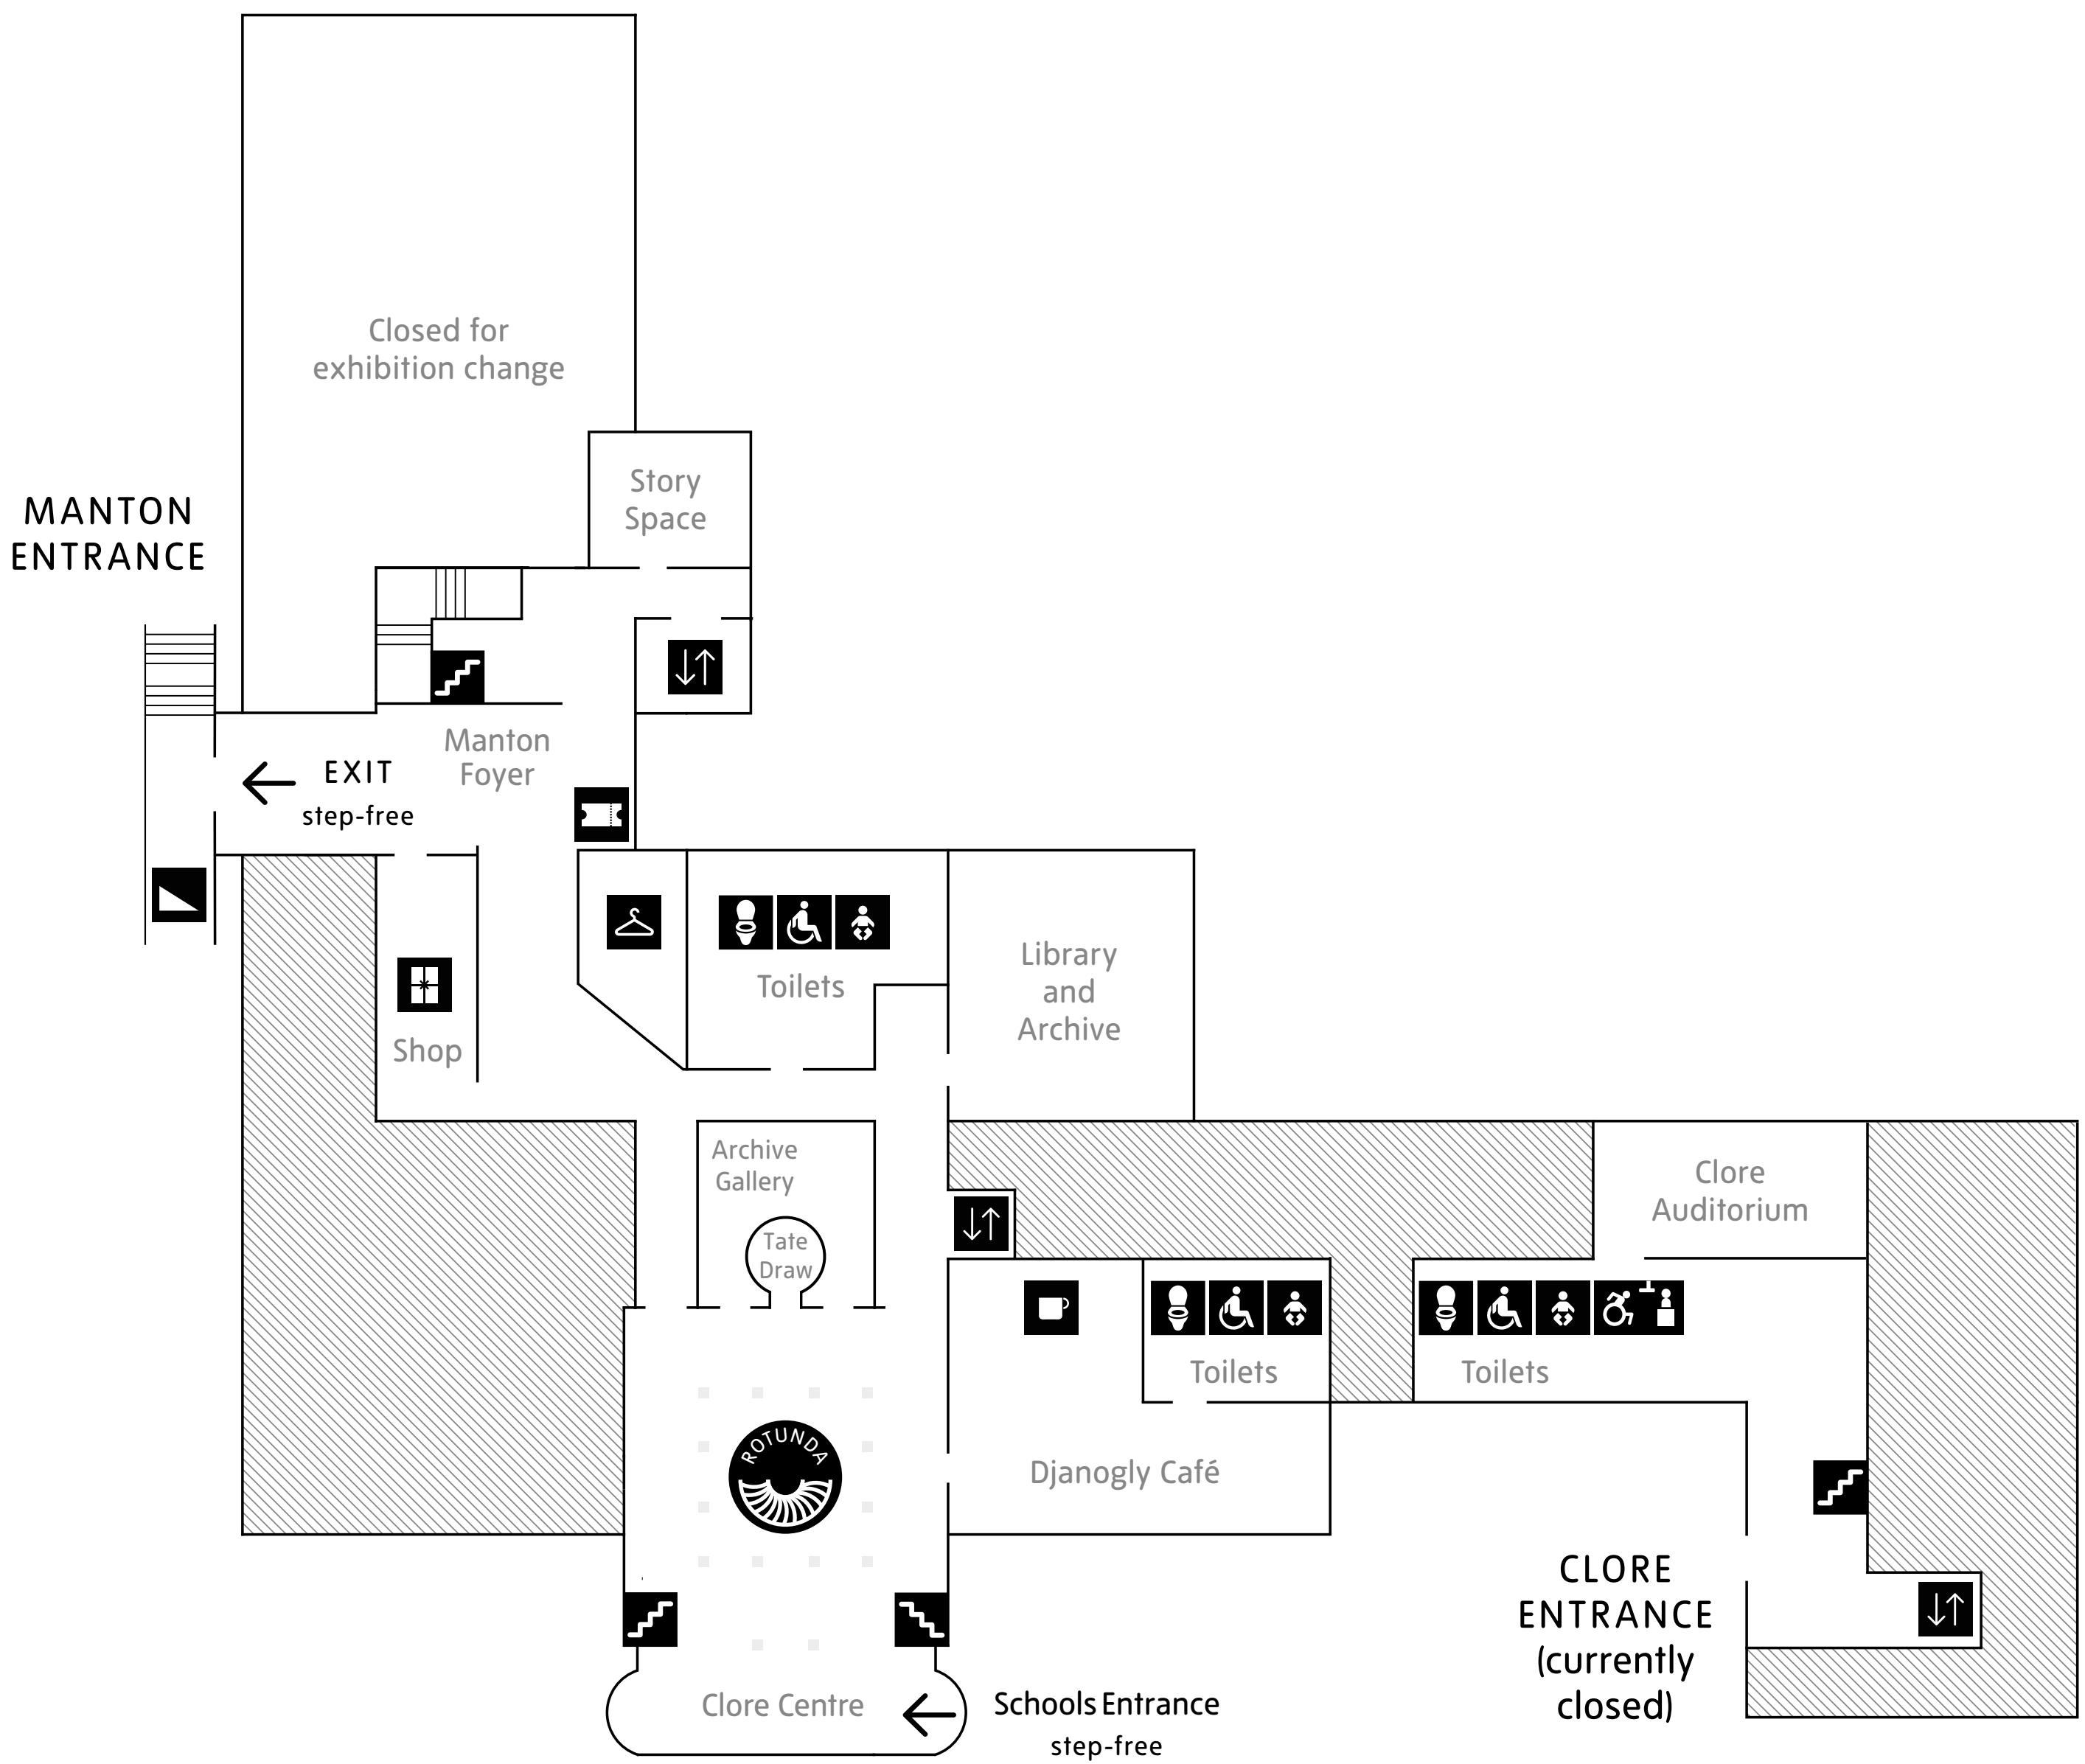 Closed for
exhibition change
Story
Space
MANTON
ENTRANCE
Manton
Foyer
EXIT
step-free
Toilets
Library
and
Archive
Shop
Archive
Gallery
Tate
Draw
Clore
Auditorium
Toilets
Toilets
ROTUNDA
Djanogly Café
CLORE
ENTRANCE
(currently
closed)
Clore Centre
Schools Entrance
step-free